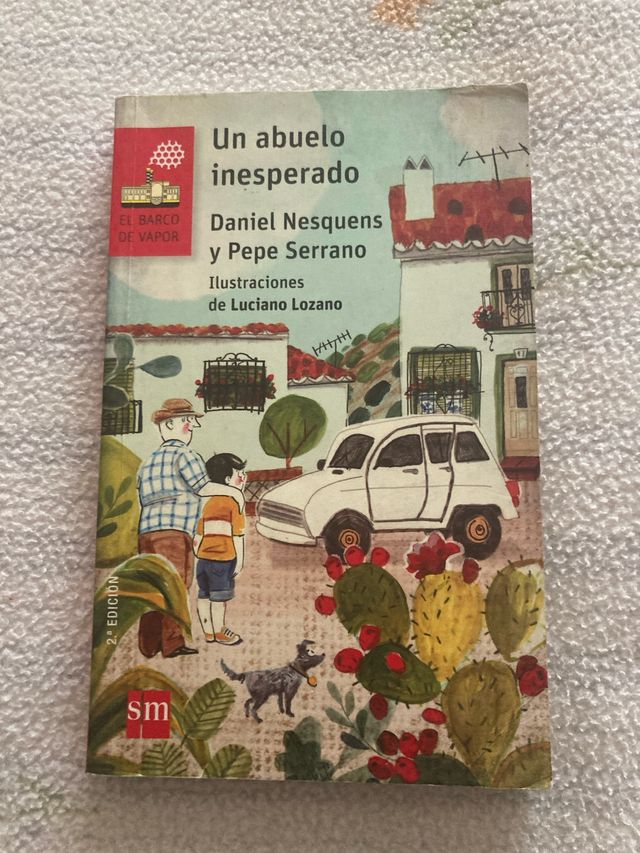 Un abuelo
inesperado
Daniel Nesquens
y Pepe Serrano
Ilustraciones
de Luciano Lozano
EL BARCO
DE VAPOR
2.ª EDICIÓN
sm